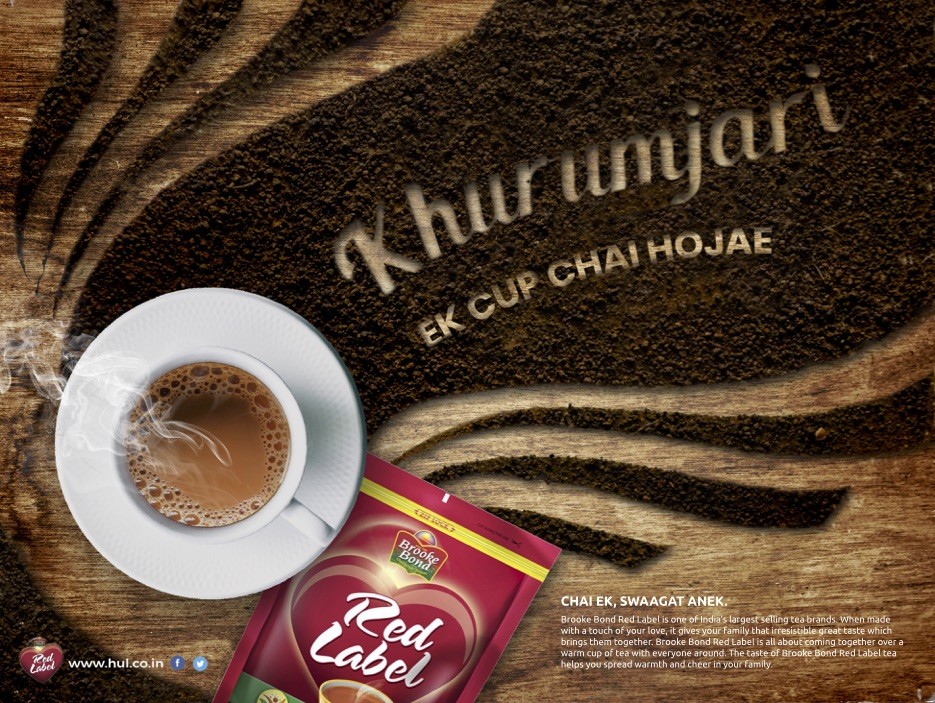 Khurumjari
EK CUP CHAI HOJAE
Brooke
Bond
Red
Label
CHAI EK, SWAAGAT ANEK.
Brooke Bond Red Label is one of India's largest selling tea brands. When made
with a touch of your love, it gives your family that irresistible great taste which
brings them together. Brooke Bond Red Label is all about coming together over a
warm cup of tea with everyone around. The taste of Brooke Bond Red Label tea
helps you spread warmth and cheer in your family.
Red
Label
www.hul.co.in